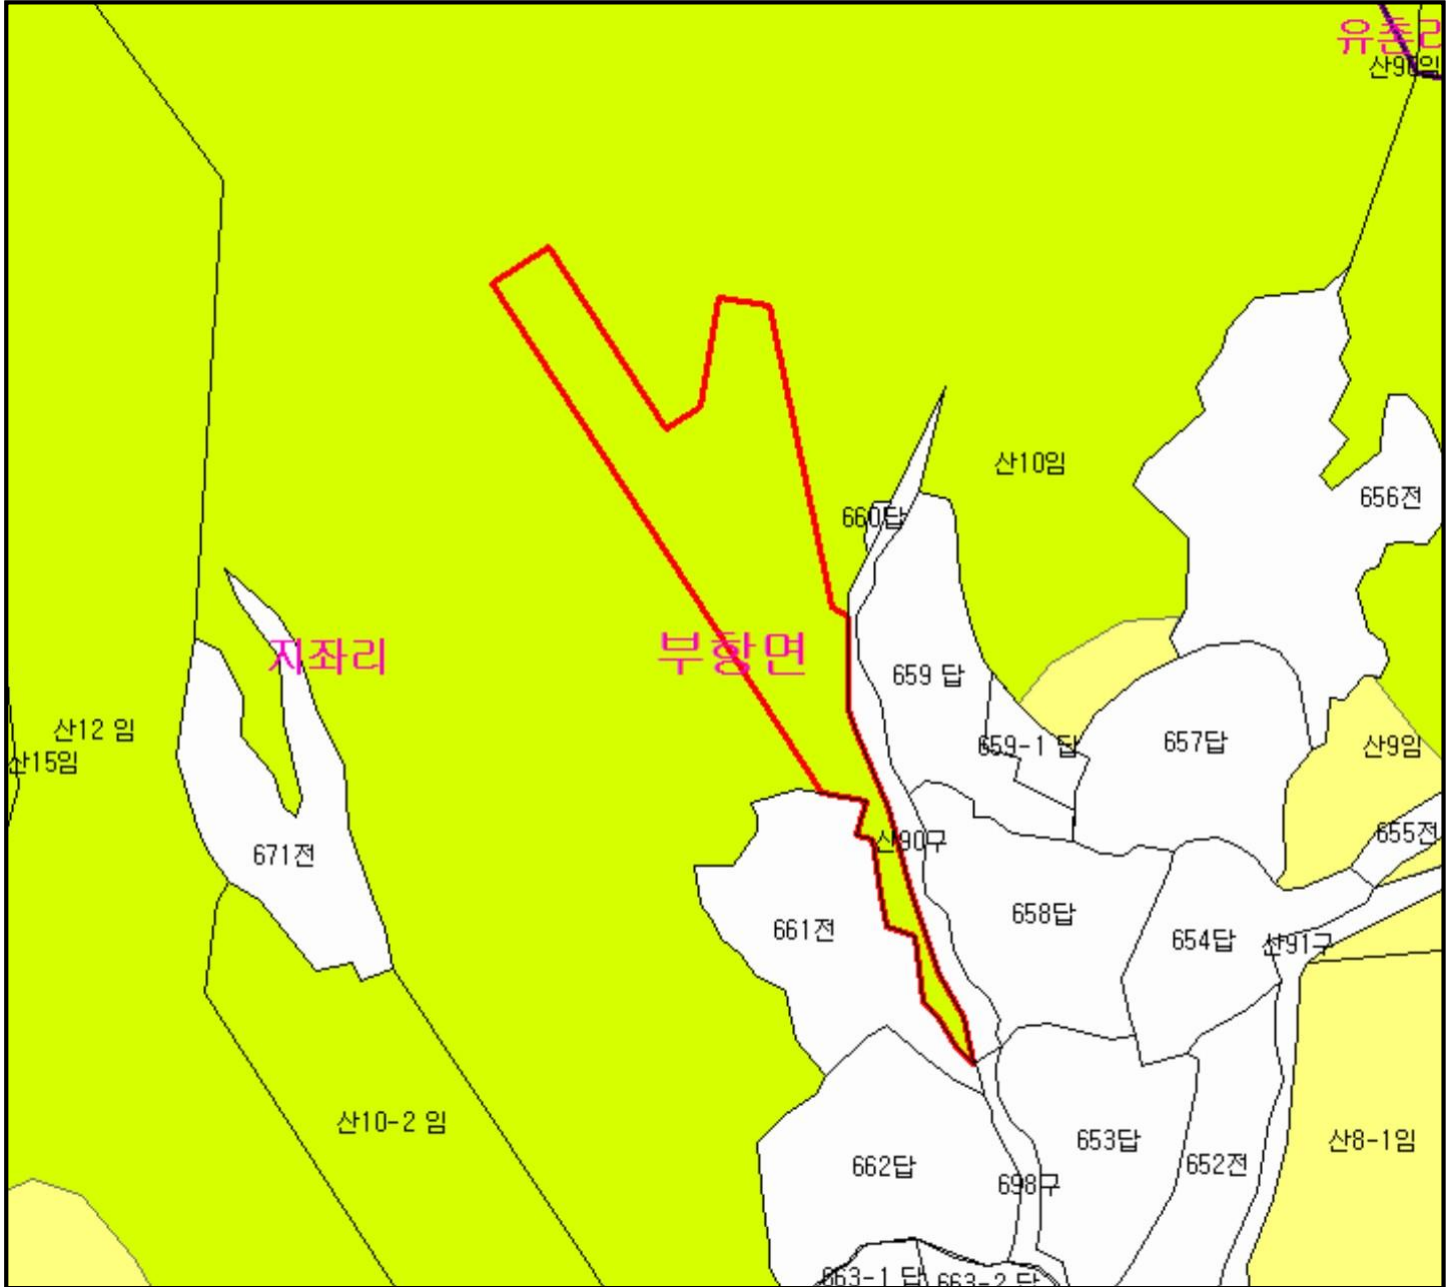 유촌리
산10임
656전
660답
지좌리
부항면
659 답
산12 임
산15임
659-1 답
657답
산9임
655전
산90구
671전
661전
658답
654답
산91구
산10-2 임
662답
653답
652전
산8-1임
698구
663-1 답
663-2 답